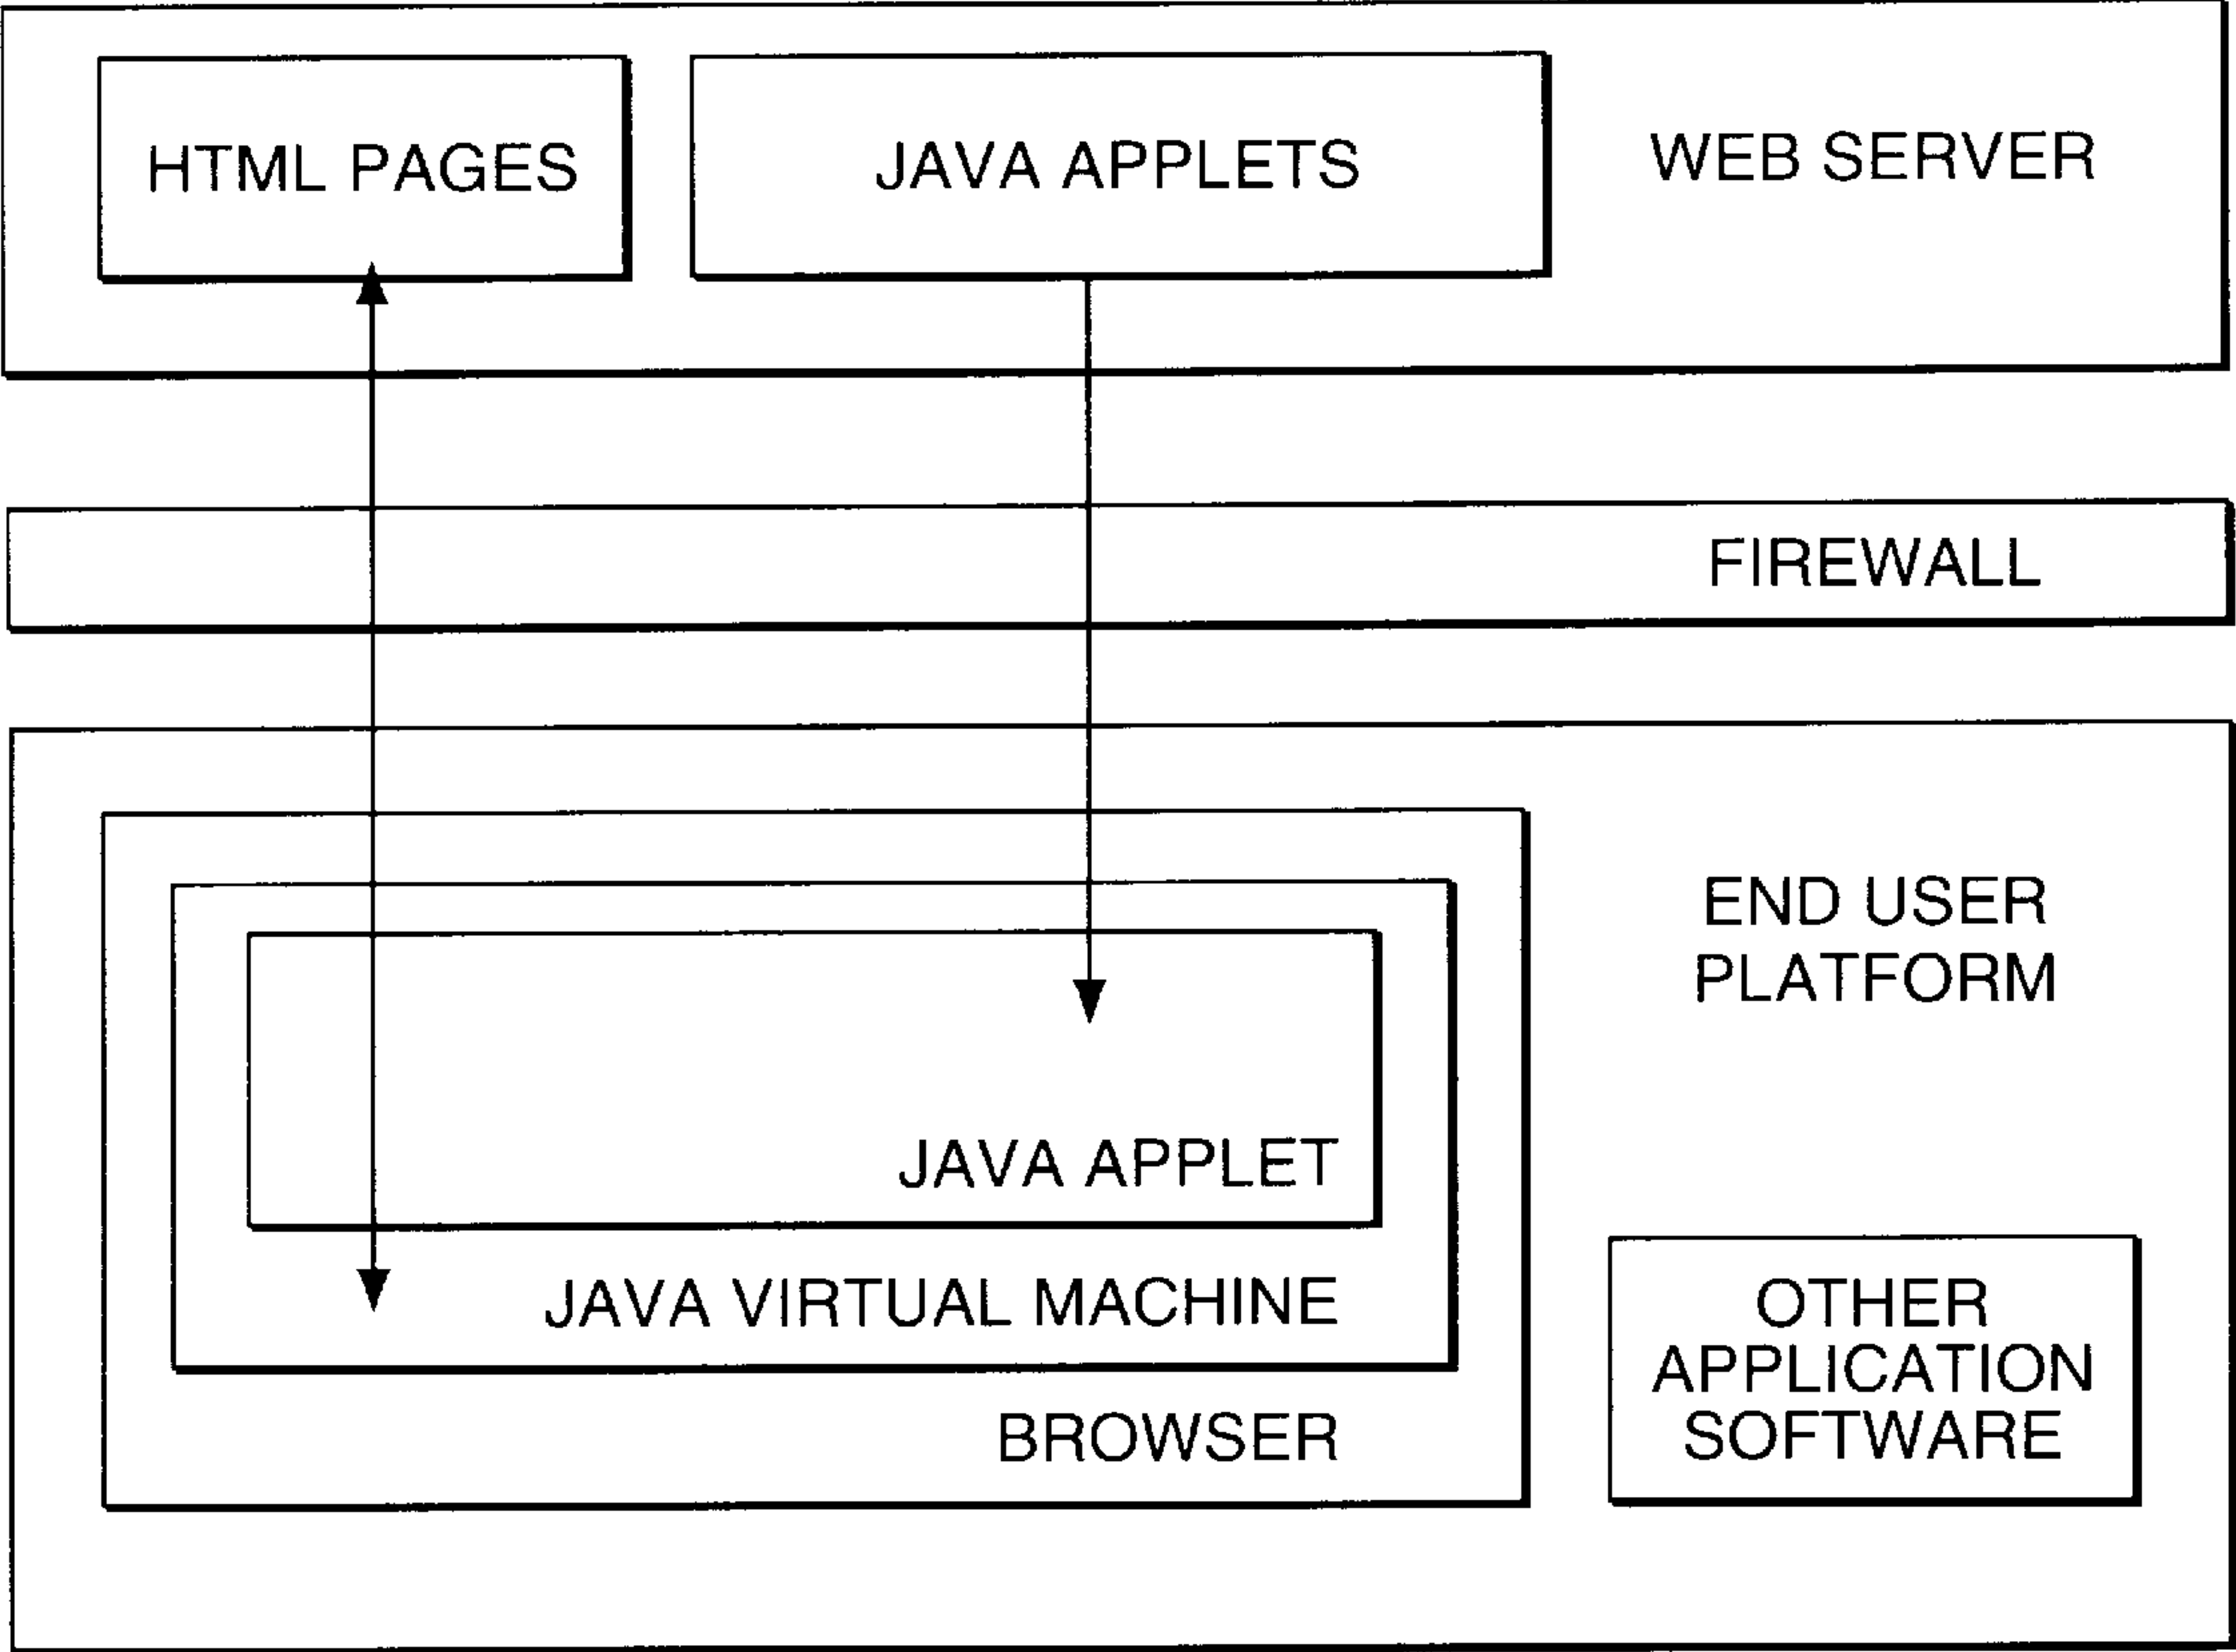 HTML PAGES
JAVA APPLETS
WEB SERVER
FIREWALL
END USER
PLATFORM
JAVA APPLET
JAVA VIRTUAL MACHINE
BROWSER
OTHER
APPLICATION
SOFTWARE